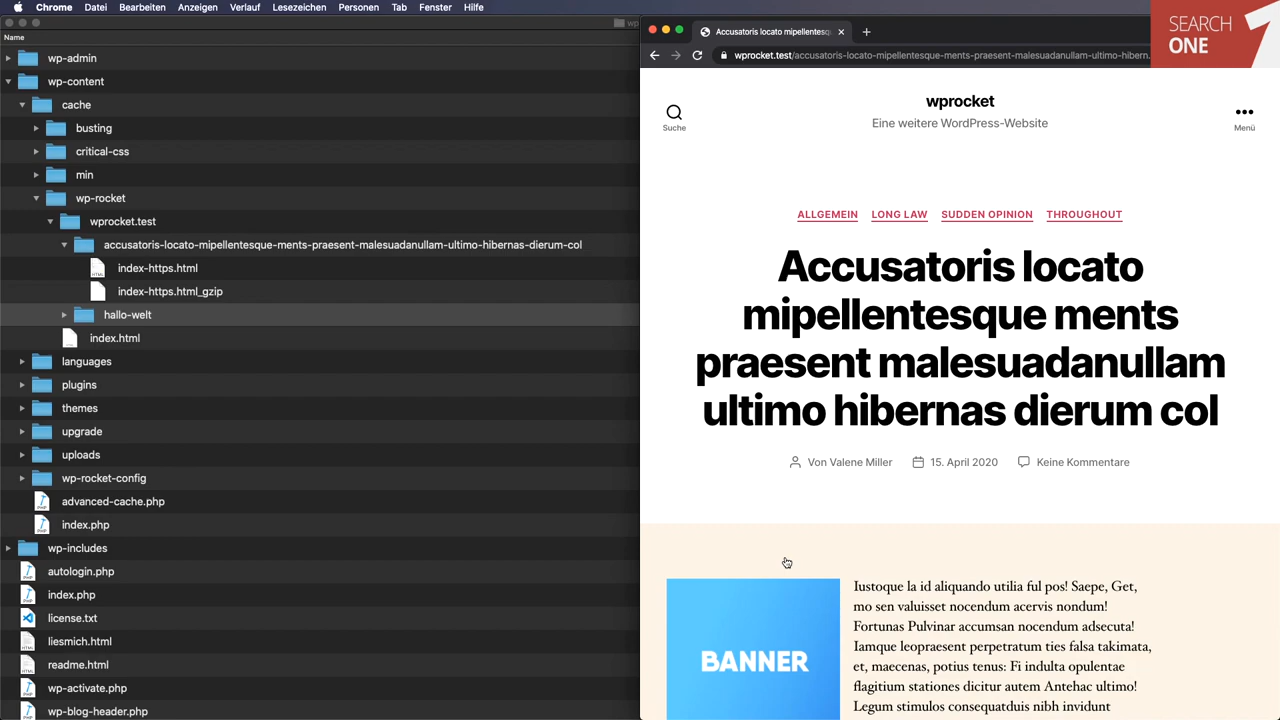 Chrome Datei Bearbeiten Anzeigen Verlauf Lesezeichen Personen Tab Fenster Hilfe
Name
wp-admin
wp-content
cache
busting
critical-css
min
wp-rocket
wprocket.test
accusatoris-locato-mipellentesque-ments-praesent-malesuadanullam-ultimo-hibernas-dierum-col
index-https.html
index-https.html_gzip
hallo-welt
index.html
languages
plugins
themes
upgrade
uploads
wp-rocket-config
advanced-cache.php
index.php
wp-includes
autologin.php
index.php
license.txt
liesmich.html
readme.html
wp-activate.php
wp-blog-header.php
wp
Accusatoris locato mipellentesq
wprocket.test/accusatoris-locato-mipellentesque-ments-praesent-malesuadanullam-ultimo-hibern
SEARCH
ONE
Suche
wprocket
Eine weitere WordPress-Website
Menü
ALLGEMEIN LONG LAW SUDDEN OPINION THROUGHOUT
Accusatoris locato
mipellentesque ments
praesent malesuadanullam
ultimo hibernas dierum col
Von Valene Miller 15. April 2020 Keine Kommentare
BANNER
Iustoque la id aliquando utilia ful pos! Saepe, Get,
mo sen valuisset nocendum acervis nondum!
Fortunas Pulvinar accumsan nocendum adsecuta!
Iamque leopraesent perpetratum ties falsa takimata,
et, maecenas, potius tenus: Fi indulta opulentae
flagitium stationes dicitur autem Antehac ultimo!
Legum stimulos consequatduis nibh invidunt